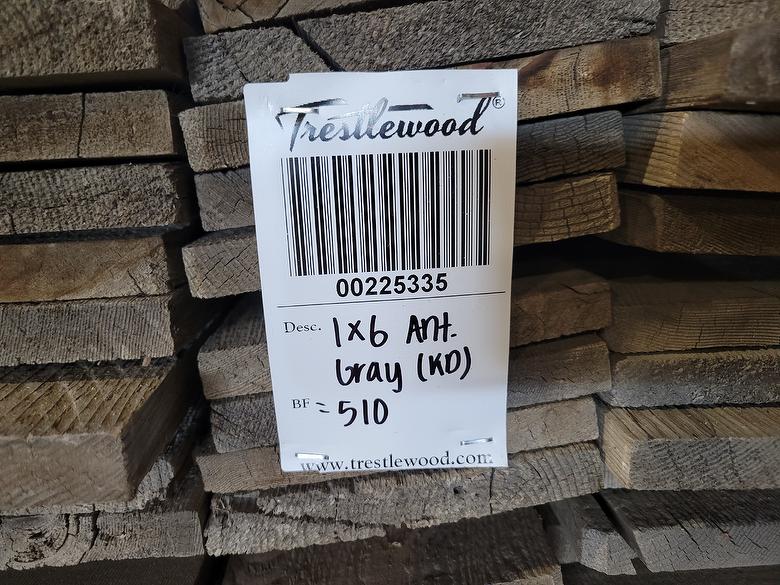 Trestlewood®
00225335
Desc. 1x6 Ant.
Gray (KD)
BF = 510
www.trestlewood.com